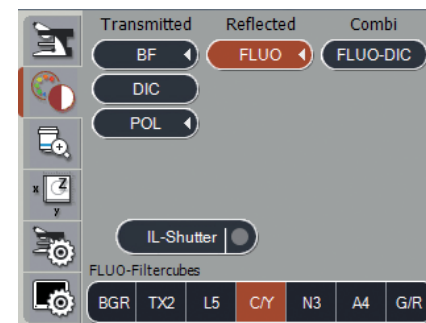 Transmitted Reflected Combi
BF FLUO FLUO-DIC
DIC
POL
x Z
y
IL-Shutter
FLUO-Filtercubes
BGR TX2 L5 C/Y N3 A4 G/R